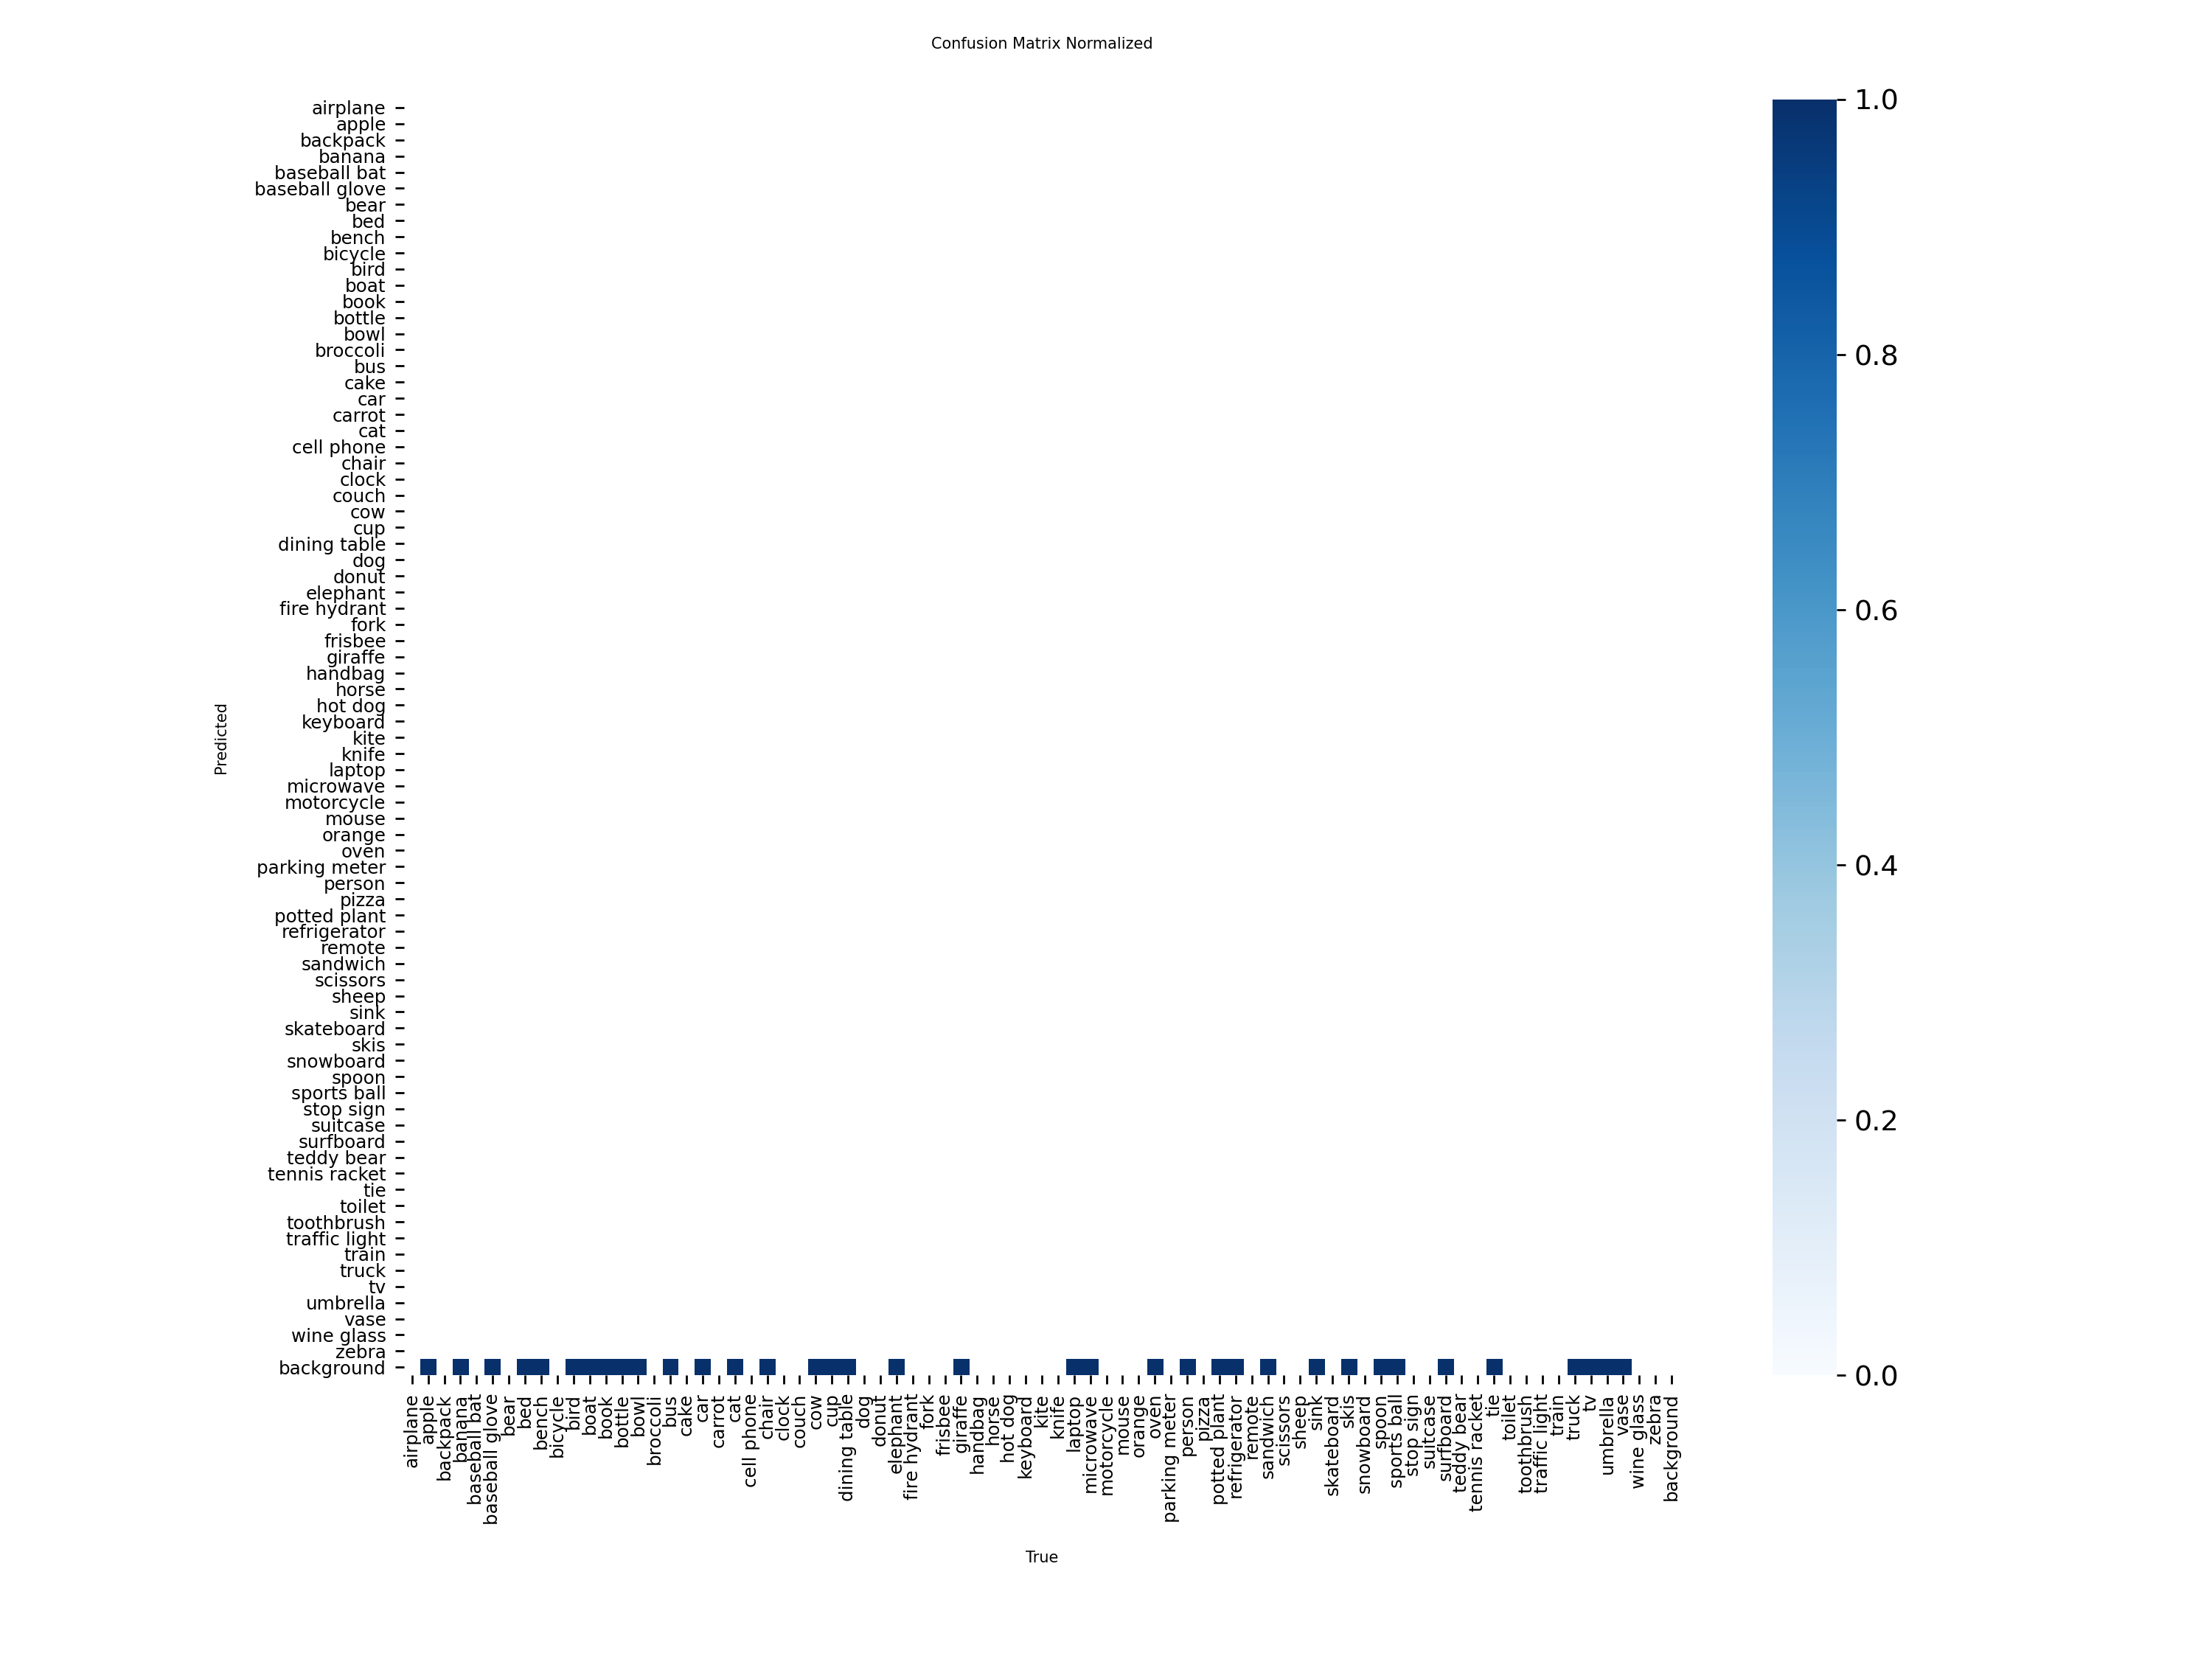 Confusion Matrix Normalized
airplane
apple
backpack
banana
baseball bat
baseball glove
bear
bed
bench
bicycle
bird
boat
book
bottle
bowl
broccoli
bus
cake
car
carrot
cat
cell phone
chair
clock
couch
cow
cup
dining table
dog
donut
elephant
fire hydrant
fork
frisbee
giraffe
handbag
horse
hot dog
keyboard
kite
knife
laptop
microwave
motorcycle
mouse
orange
oven
parking meter
person
pizza
potted plant
refrigerator
remote
sandwich
scissors
sheep
sink
skateboard
skis
snowboard
spoon
sports ball
stop sign
suitcase
surfboard
teddy bear
tennis racket
tie
toilet
toothbrush
traffic light
train
truck
tv
umbrella
vase
wine glass
zebra
background
Predicted
airplane
apple
backpack
banana
baseball bat
baseball glove
bear
bed
bench
bicycle
bird
boat
book
bottle
bowl
broccoli
bus
cake
car
carrot
cat
cell phone
chair
clock
couch
cow
cup
dining table
dog
donut
elephant
fire hydrant
fork
frisbee
giraffe
handbag
horse
hot dog
keyboard
kite
knife
laptop
microwave
motorcycle
mouse
orange
oven
parking meter
person
pizza
potted plant
refrigerator
remote
sandwich
scissors
sheep
sink
skateboard
skis
snowboard
spoon
sports ball
stop sign
suitcase
surfboard
teddy bear
tennis racket
tie
toilet
toothbrush
traffic light
train
truck
tv
umbrella
vase
wine glass
zebra
background
True
1.0
0.8
0.6
0.4
0.2
0.0